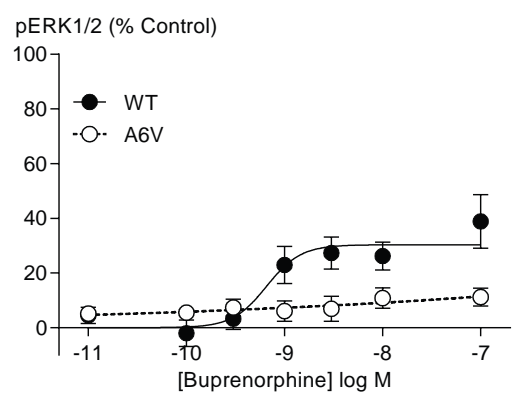 pERK1/2 (% Control)
100
80
60
40
20
0
WT
A6V
-11 -10 -9 -8 -7
[Buprenorphine] log M